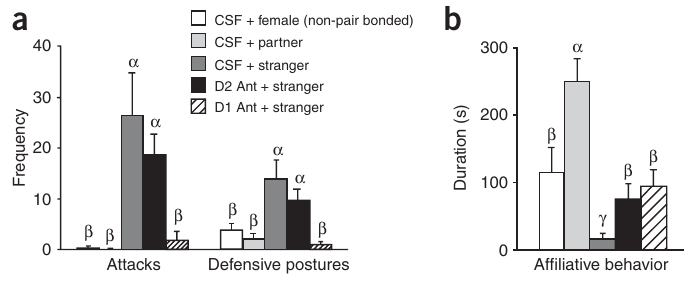 a
CSF + female (non-pair bonded)
CSF + partner
CSF + stranger
D2 Ant + stranger
D1 Ant + stranger
Frequency
40
30
20
10
0
β
β
α
α
β
β
β
α
α
β
Attacks
Defensive postures
b
Duration (s)
300
200
100
0
β
α
γ
β
β
Affiliative behavior